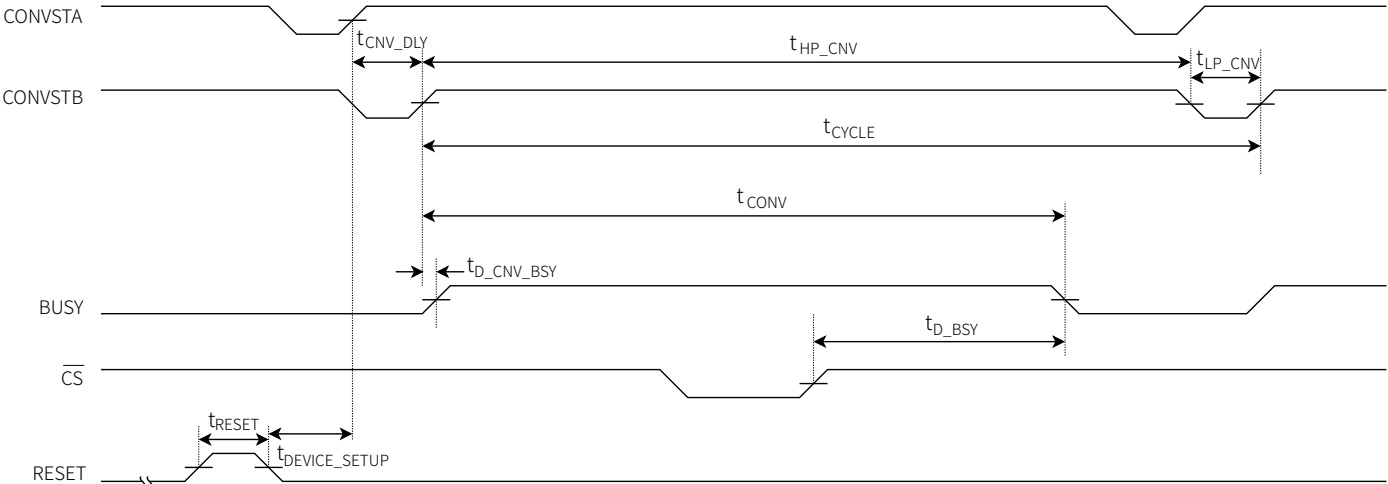 CONVSTA
tCNV_DLY
tHP_CNV
tLP_CNV
CONVSTB
tCYCLE
tCONV
tD_CNV_BSY
BUSY
tD_BSY
CS
tRESET
tDEVICE_SETUP
RESET